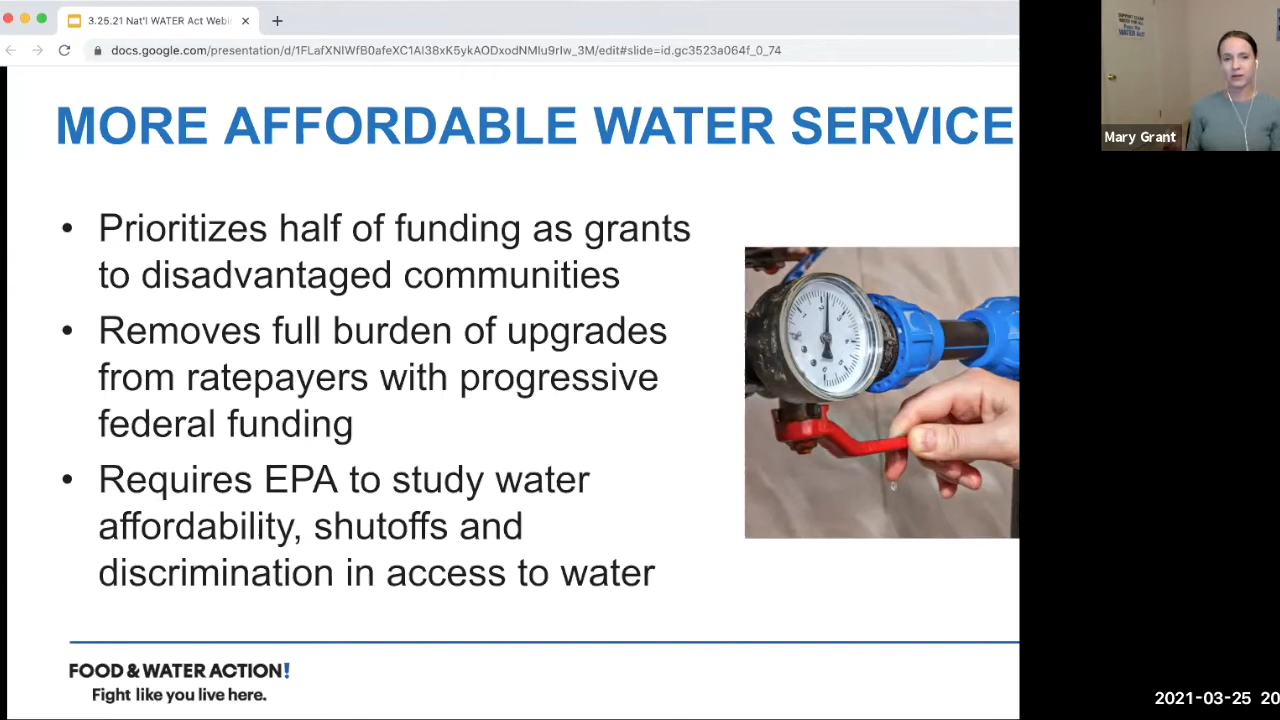 3.25.21 Nat'l WATER Act Webi
docs.google.com/presentation/d/1FLafXNIWfB0afeXC1Al38xK5ykAODxodNMlu9rIw_3M/edit#slide=id.gc3523a064f_0_74
MORE AFFORDABLE WATER SERVICE
• Prioritizes half of funding as grants
to disadvantaged communities
• Removes full burden of upgrades
from ratepayers with progressive
federal funding
• Requires EPA to study water
affordability, shutoffs and
discrimination in access to water
FOOD & WATER ACTION!
Fight like you live here.
Mary Grant
2021-03-25 20